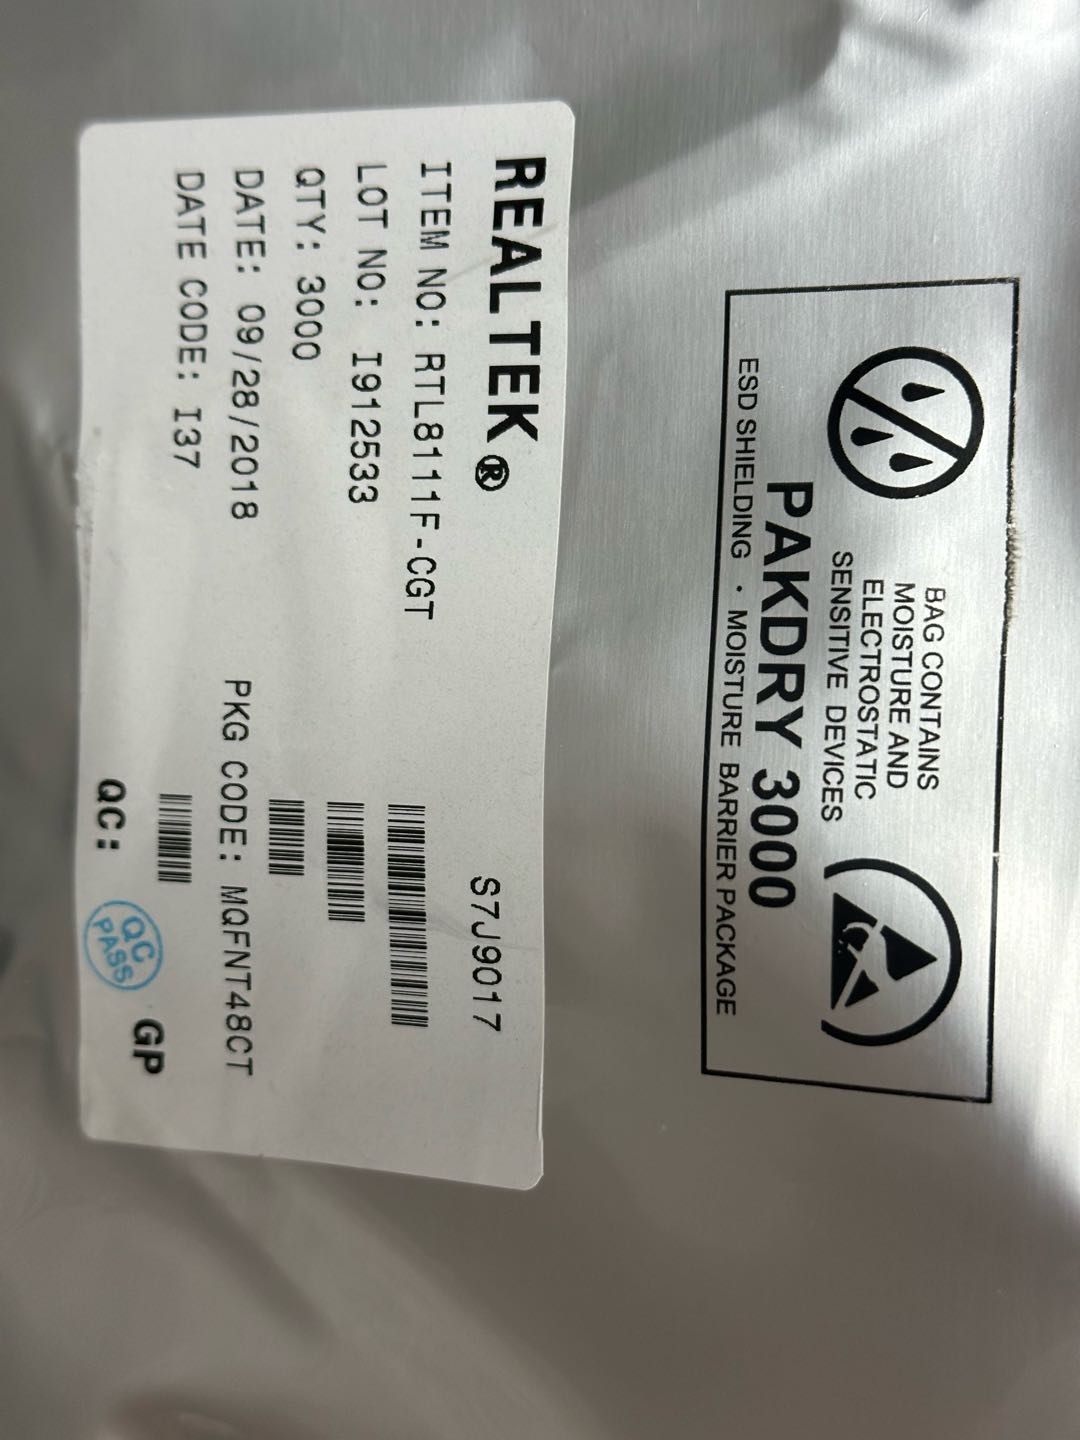 REALTEK® S7J9017
ITEM NO: RTL8111F-CGT
LOT NO: I912533
QTY: 3000
DATE: 09/28/2018 PKG CODE: MQFNT48CT
DATE CODE: I37
QC: QC PASS GP
BAG CONTAINS
MOISTURE AND
ELECTROSTATIC
SENSITIVE DEVICES
PAKDRY 3000
ESD SHIELDING · MOISTURE BARRIER PACKAGE